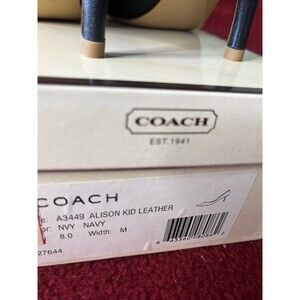 COACH
EST. 1941
COACH
A3449 ALISON KID LEATHER
NVY NAVY
8.0 Width: M
27644